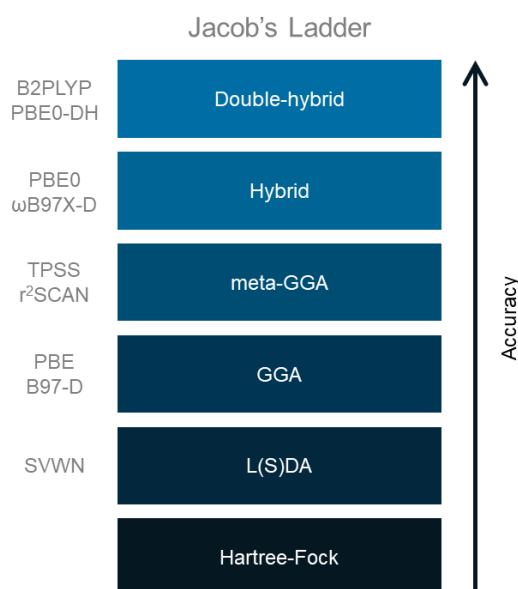 Jacob's Ladder
B2PLYP
PBE0-DH
Double-hybrid
PBE0
ωB97X-D
Hybrid
TPSS
r²SCAN
meta-GGA
PBE
B97-D
GGA
SVWN
L(S)DA
Hartree-Fock
Accuracy